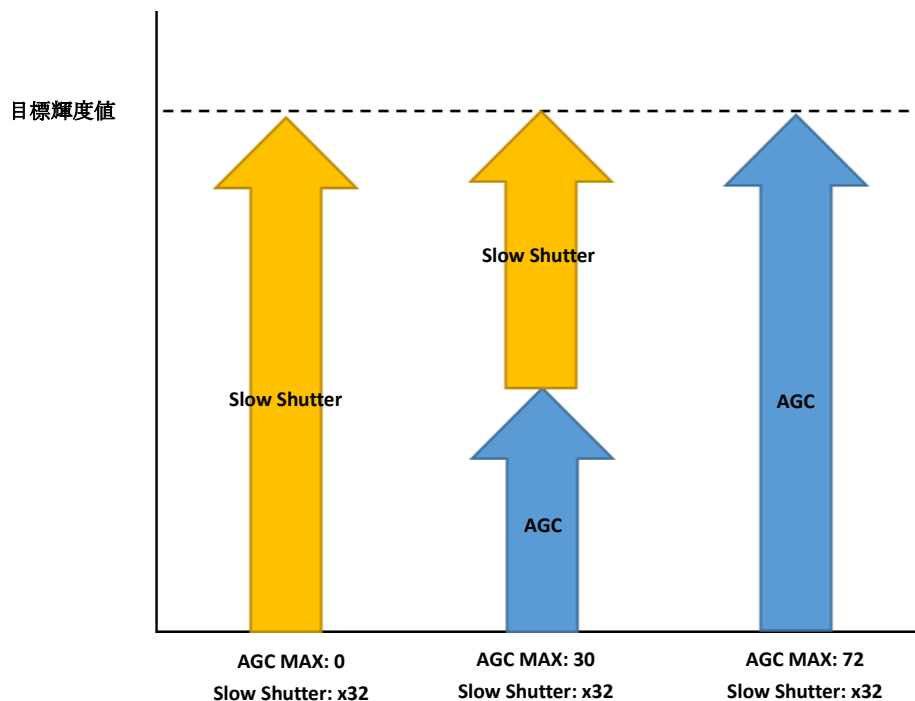 目標輝度値
Slow Shutter
Slow Shutter
AGC
AGC
AGC MAX: 0
Slow Shutter: x32
AGC MAX: 30
Slow Shutter: x32
AGC MAX: 72
Slow Shutter: x32